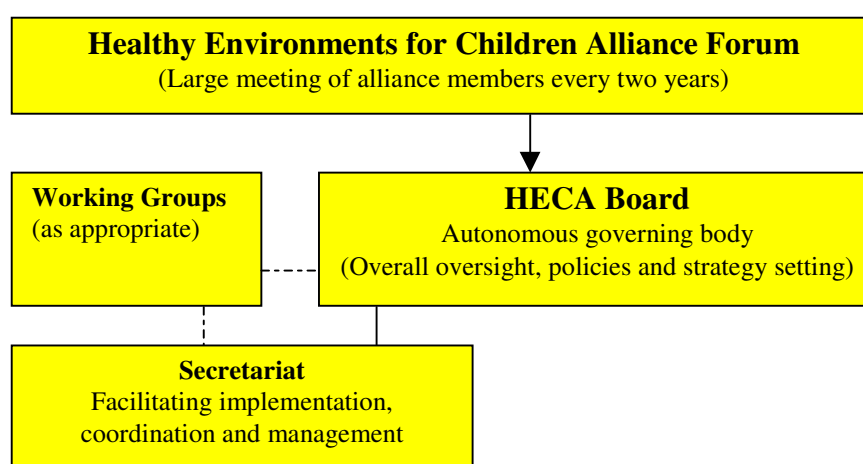 Healthy Environments for Children Alliance Forum
(Large meeting of alliance members every two years)
Working Groups
(as appropriate)
HECA Board
Autonomous governing body
(Overall oversight, policies and strategy setting)
Secretariat
Facilitating implementation,
coordination and management